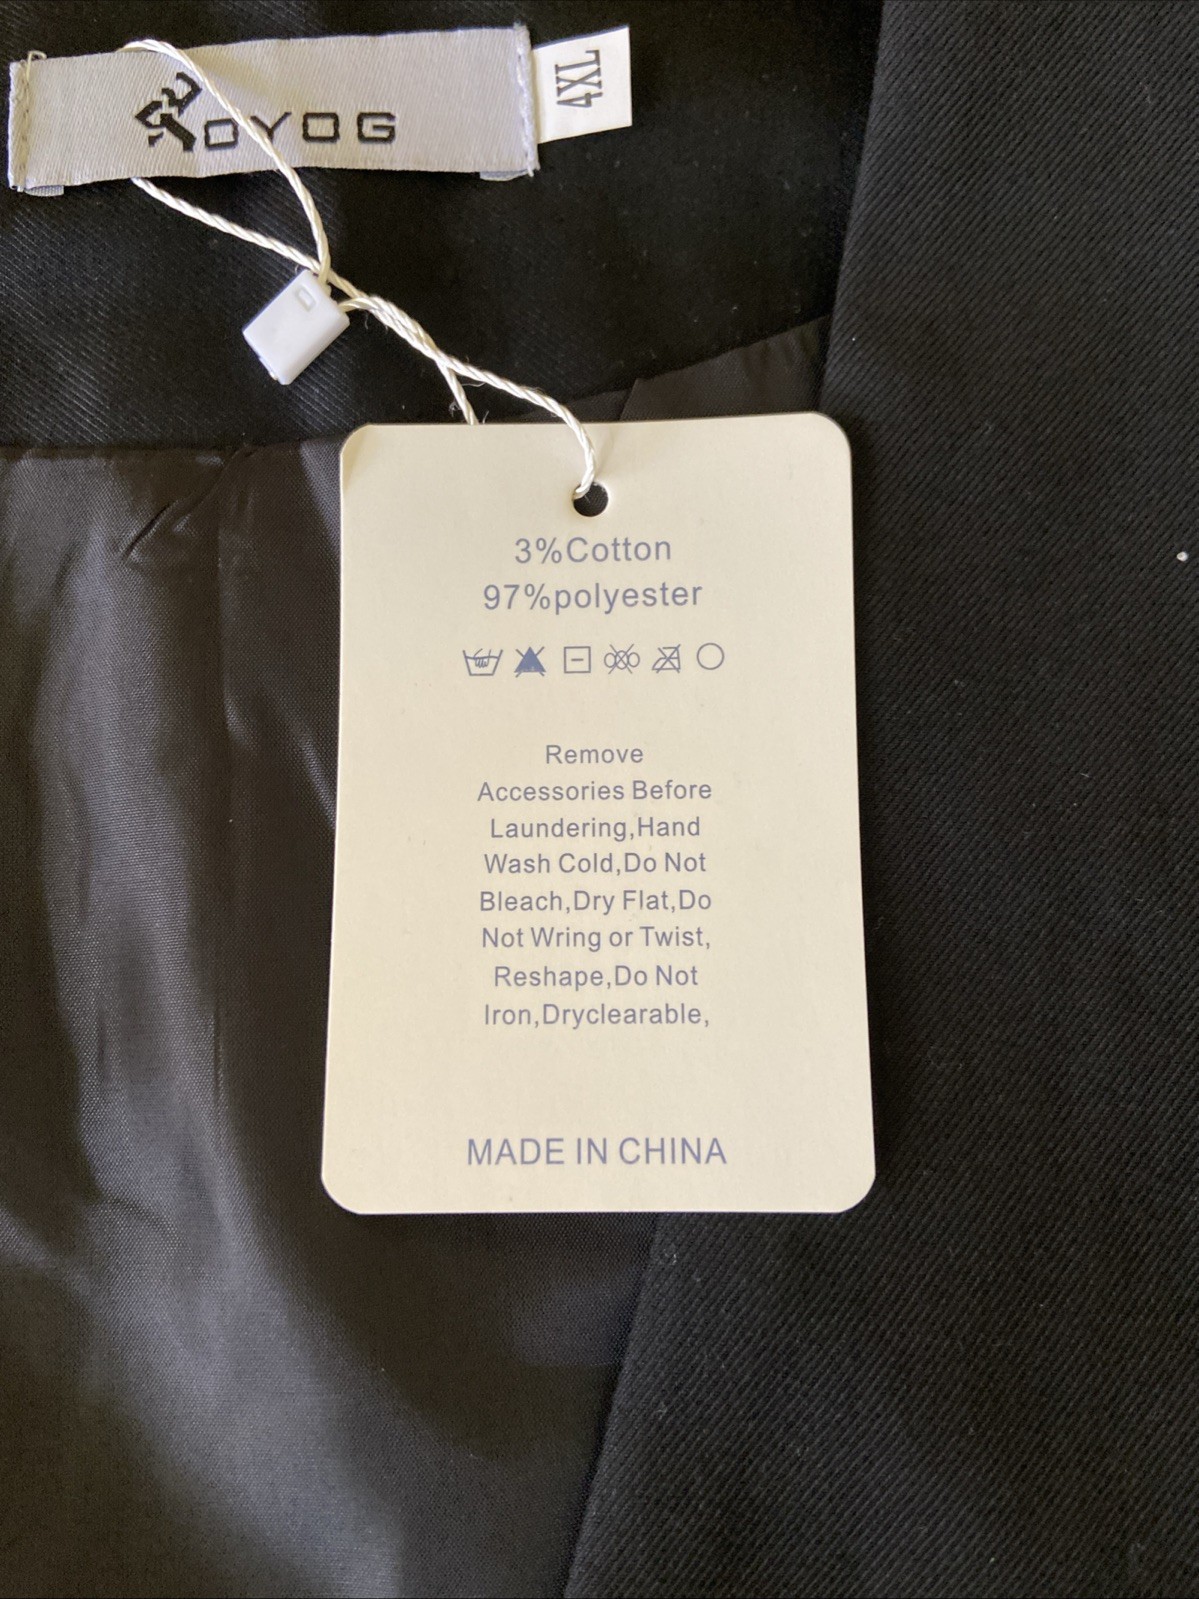 OYOG
4XL
3%Cotton
97%polyester
Remove
Accessories Before
Laundering,Hand
Wash Cold,Do Not
Bleach,Dry Flat,Do
Not Wring or Twist,
Reshape,Do Not
Iron,Dryclearable,
MADE IN CHINA